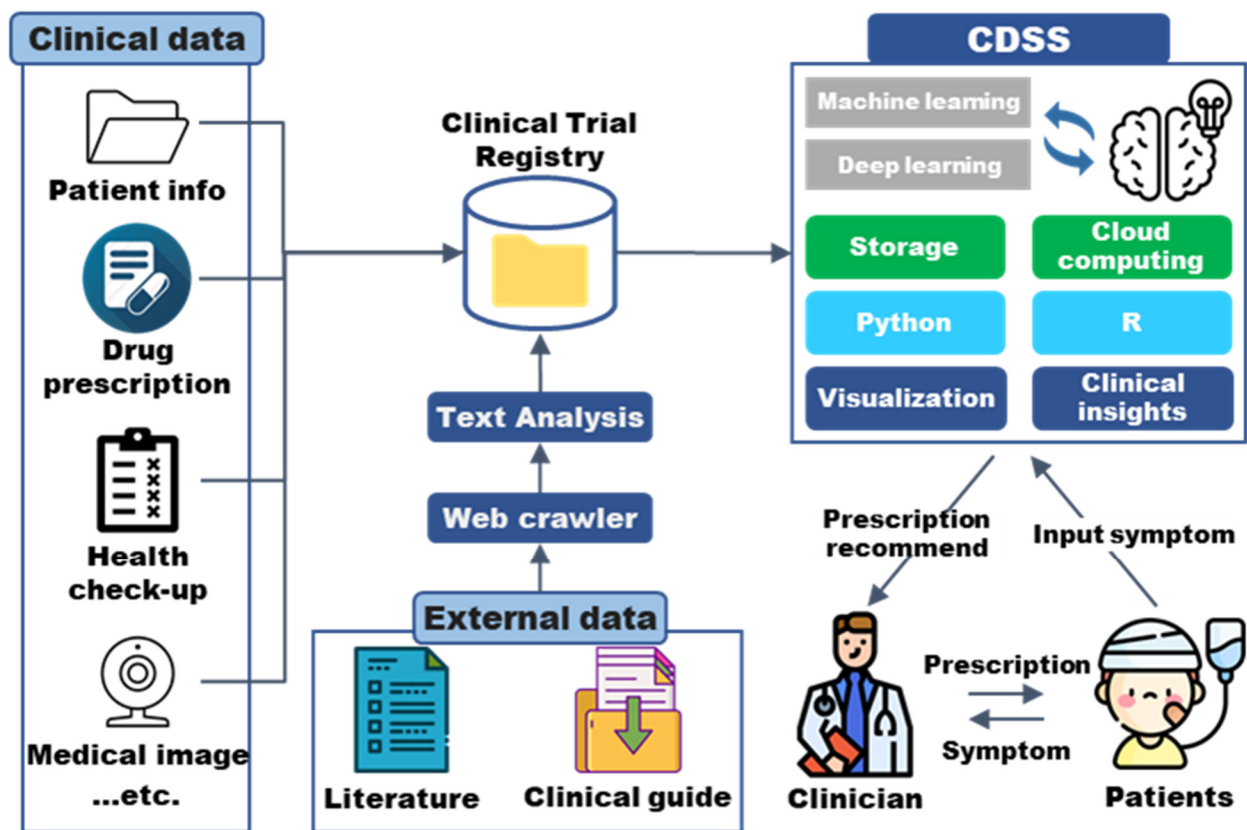 Clinical data
Patient info
Drug
prescription
Health
check-up
Medical image
...etc.
Clinical Trial
Registry
Text Analysis
Web crawler
External data
Literature
Clinical guide
CDSS
Machine learning
Deep learning
Storage
Cloud
computing
Python
R
Visualization
Clinical
insights
Prescription
recommend
Input symptom
Prescription
Symptom
Clinician
Patients